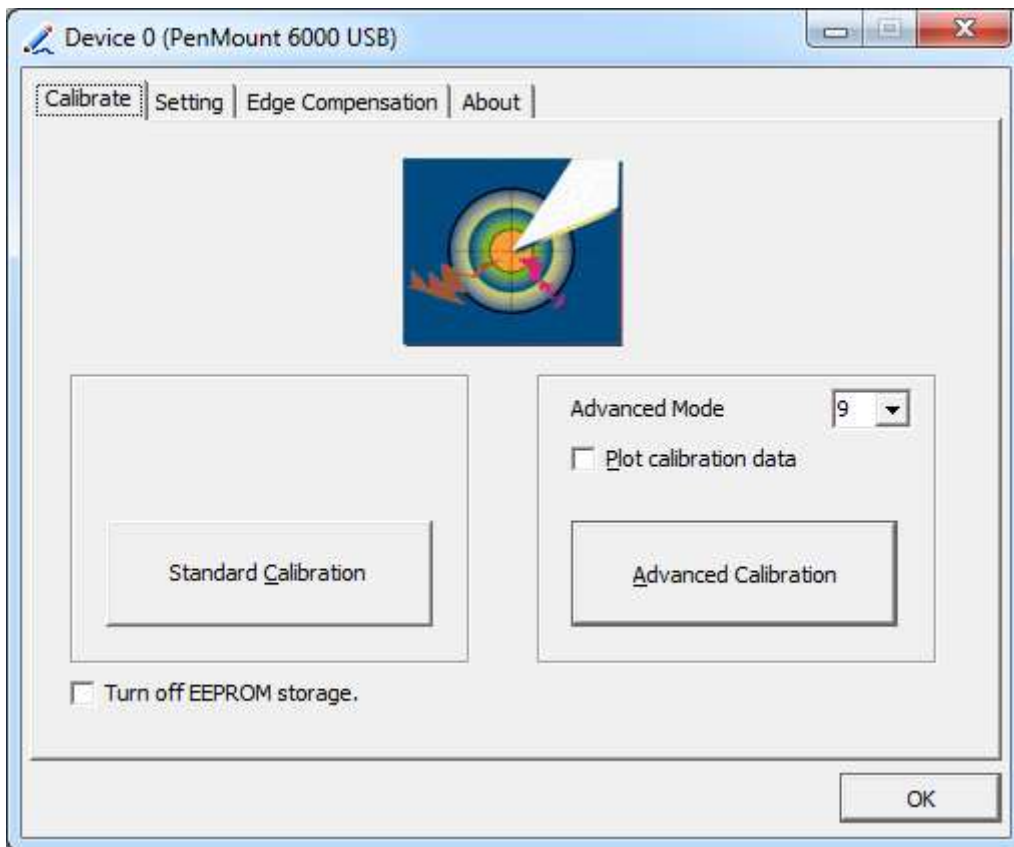 Device 0 (PenMount 6000 USB)
Calibrate Setting Edge Compensation About
Advanced Mode 9
Plot calibration data
Standard Calibration
Advanced Calibration
Turn off EEPROM storage.
OK